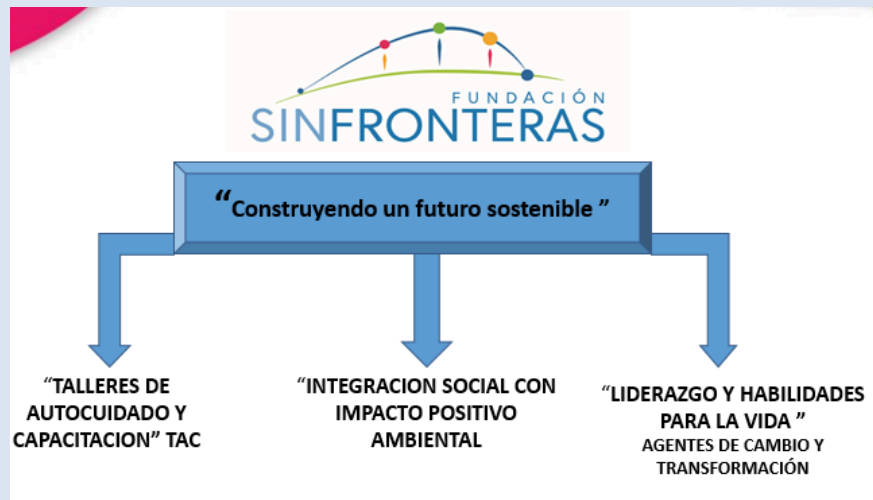 FUNDACIÓN
SINFRONTERAS
“Construyendo un futuro sostenible ”
“TALLERES DE
AUTOCUIDADO Y
CAPACITACION” TAC
“INTEGRACION SOCIAL CON
IMPACTO POSITIVO
AMBIENTAL
“LIDERAZGO Y HABILIDADES
PARA LA VIDA ”
AGENTES DE CAMBIO Y
TRANSFORMACIÓN